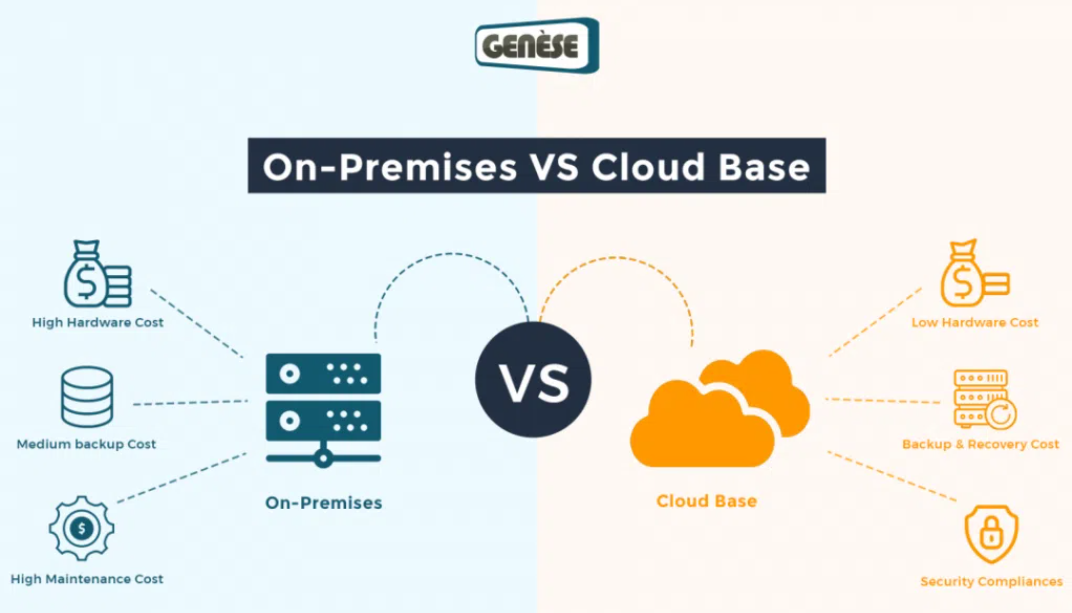 GENÈSE
On-Premises VS Cloud Base
High Hardware Cost
Medium backup Cost
High Maintenance Cost
On-Premises
VS
Cloud Base
Low Hardware Cost
Backup & Recovery Cost
Security Compliances